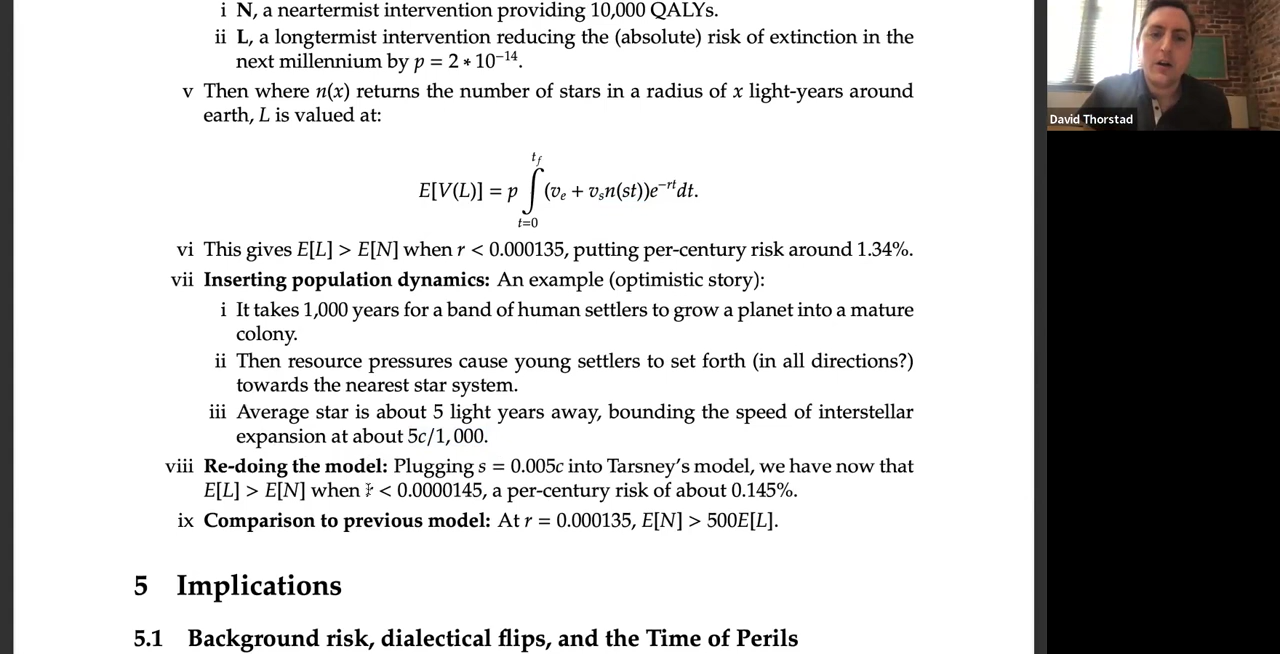 i N, a neartermist intervention providing 10,000 QALYs.
ii L, a longtermist intervention reducing the (absolute) risk of extinction in the
next millennium by p = 2 * 10⁻¹⁴.
v Then where n(x) returns the number of stars in a radius of x light-years around
earth, L is valued at:
E[V(L)] = p ∫_{t=0}^{t_f} (v_e + v_s n(st))e^{-rt}dt.
vi This gives E[L] > E[N] when r < 0.000135, putting per-century risk around 1.34%.
vii Inserting population dynamics: An example (optimistic story):
i It takes 1,000 years for a band of human settlers to grow a planet into a mature
colony.
ii Then resource pressures cause young settlers to set forth (in all directions?)
towards the nearest star system.
iii Average star is about 5 light years away, bounding the speed of interstellar
expansion at about 5c/1,000.
viii Re-doing the model: Plugging s = 0.005c into Tarsney's model, we have now that
E[L] > E[N] when r < 0.0000145, a per-century risk of about 0.145%.
ix Comparison to previous model: At r = 0.000135, E[N] > 500E[L].
5 Implications
5.1 Background risk, dialectical flips, and the Time of Perils
David Thorstad